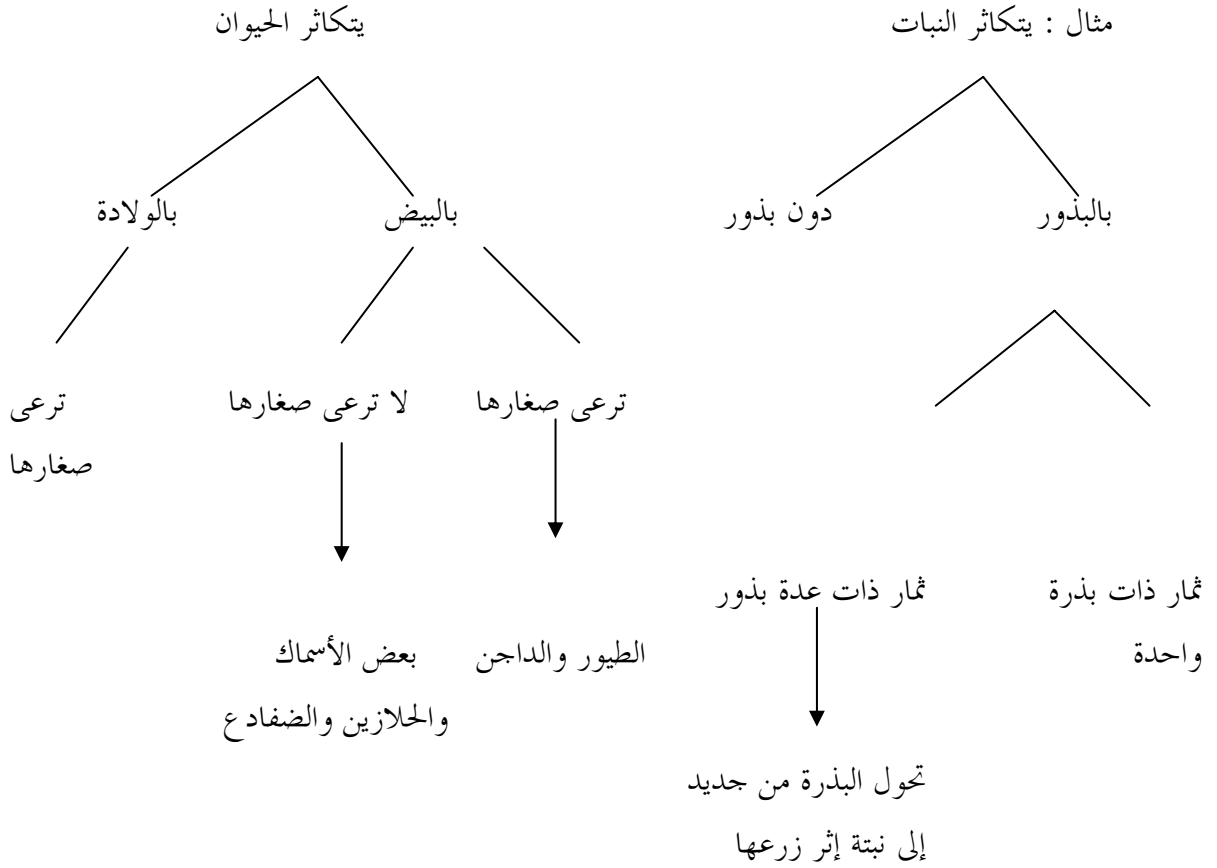 مثال : يتكاثر النبات
يتكاثر الحيوان
بالبذور
دون بذور
بالبيض
بالولادة
ترعى صغارها
لا ترعى صغارها
ترعى
صغارها
ثمار ذات بذرة
واحدة
ثمار ذات عدة بذور
الطيور والداجن
بعض الأسماك
والحلازين والضفادع
تحول البذرة من جديد
إلى نبتة إثر زرعها